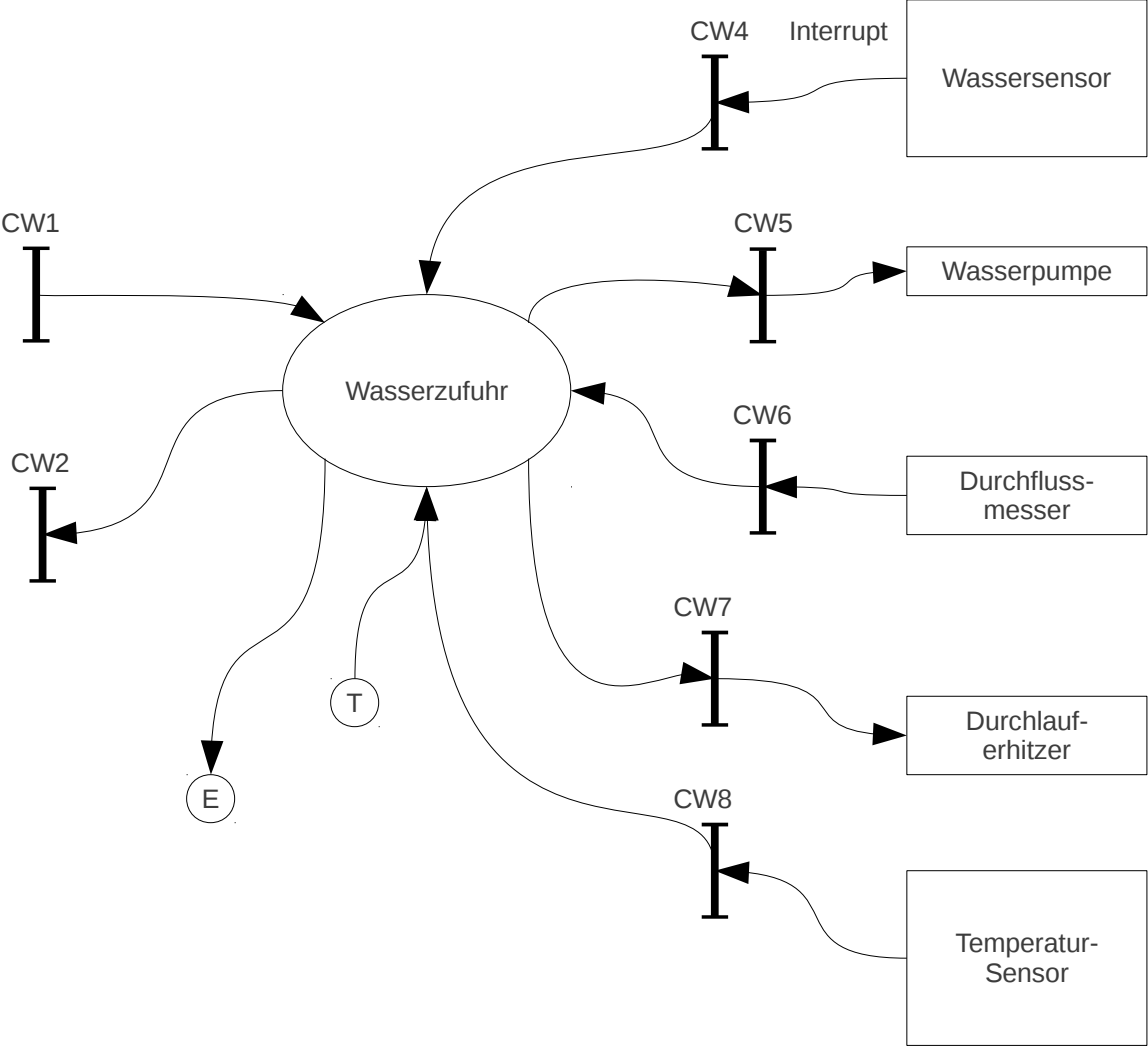 CW4
Interrupt
Wassersensor
CW1
CW5
Wasserpumpe
Wasserzufuhr
CW6
CW2
Durchfluss-
messer
CW7
T
Durchlauf-
erhitzer
E
CW8
Temperatur-
Sensor